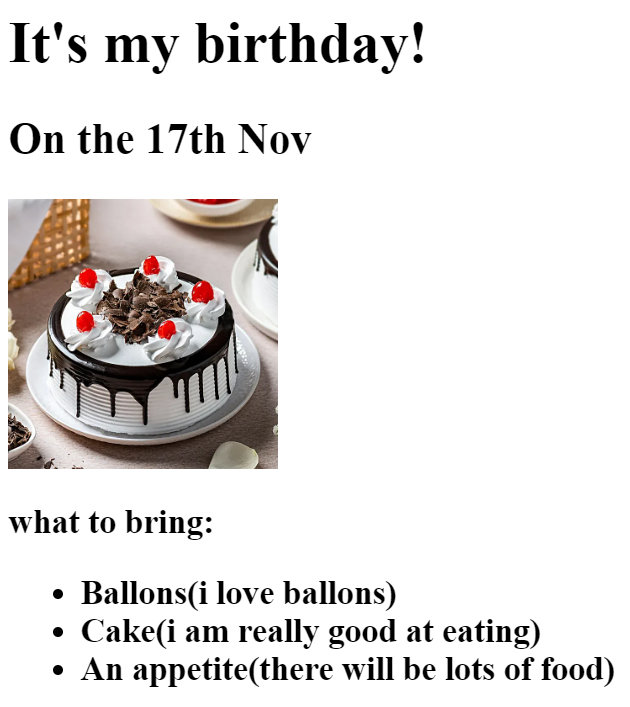 It's my birthday!
On the 17th Nov
what to bring:
Ballons(i love ballons)
Cake(i am really good at eating)
An appetite(there will be lots of food)